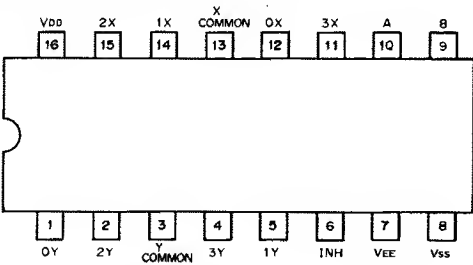 X
VDD 2X 1X COMMON 0X 3X A B
16 15 14 13 12 11 10 9
1 2 3 4 5 6 7 8
0Y 2Y Y COMMON 3Y 1Y INH VEE VSS